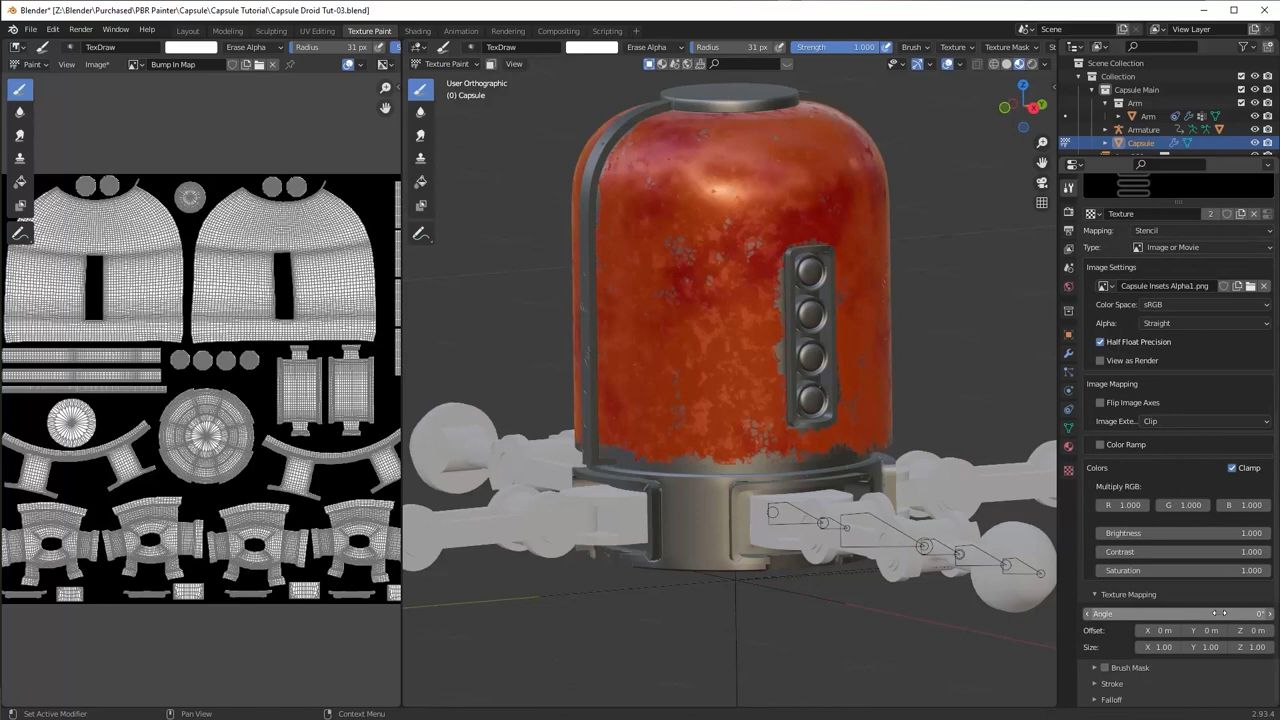 Blender* [Z:\Blender\Purchased\PBR Painter\Capsule\Capsule Tutorial\Capsule Droid Tut-03.blend]
File Edit Render Window Help Layout Modeling Sculpting UV Editing Texture Paint Shading Animation Rendering Compositing Scripting + Scene View Layer
TexDraw Erase Alpha Radius 31 px TexDraw Erase Alpha Radius 31 px Strength 1.000 Brush Texture Texture Mask
Paint View Image* Bump In Map Texture Paint View
User Orthographic
(0) Capsule
X Y Z
Scene Collection
Collection
Capsule Main
Arm
Arm
Armature
Capsule
Texture 2
Mapping: Stencil
Type: Image or Movie
Image Settings
Capsule Insets Alpha1.png
Color Space: sRGB
Alpha: Straight
Half Float Precision
View as Render
Image Mapping
Flip Image Axes
Image Exte... Clip
Color Ramp
Colors Clamp
Multiply RGB:
R 1.000 G 1.000 B 1.000
Brightness 1.000
Contrast 1.000
Saturation 1.000
Texture Mapping
Angle 0°
Offset: X 0 m Y 0 m Z 0 m
Size: X 1.00 Y 1.00 Z 1.00
Brush Mask
Stroke
Falloff
Set Active Modifier Pan View Context Menu 2.93.4